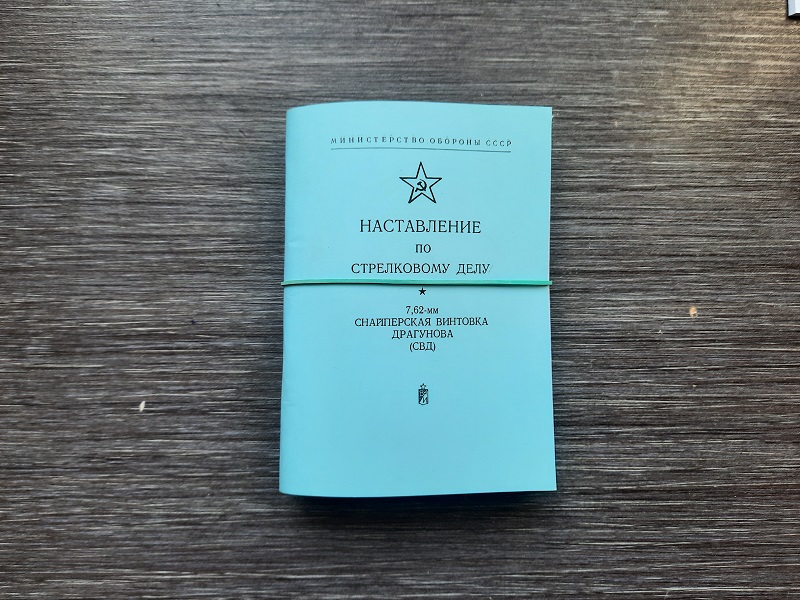 МИНИСТЕРСТВО ОБОРОНЫ СССР
НАСТАВЛЕНИЕ
ПО
СТРЕЛКОВОМУ ДЕЛУ
7,62-мм
СНАЙПЕРСКАЯ ВИНТОВКА
ДРАГУНОВА
(СВД)